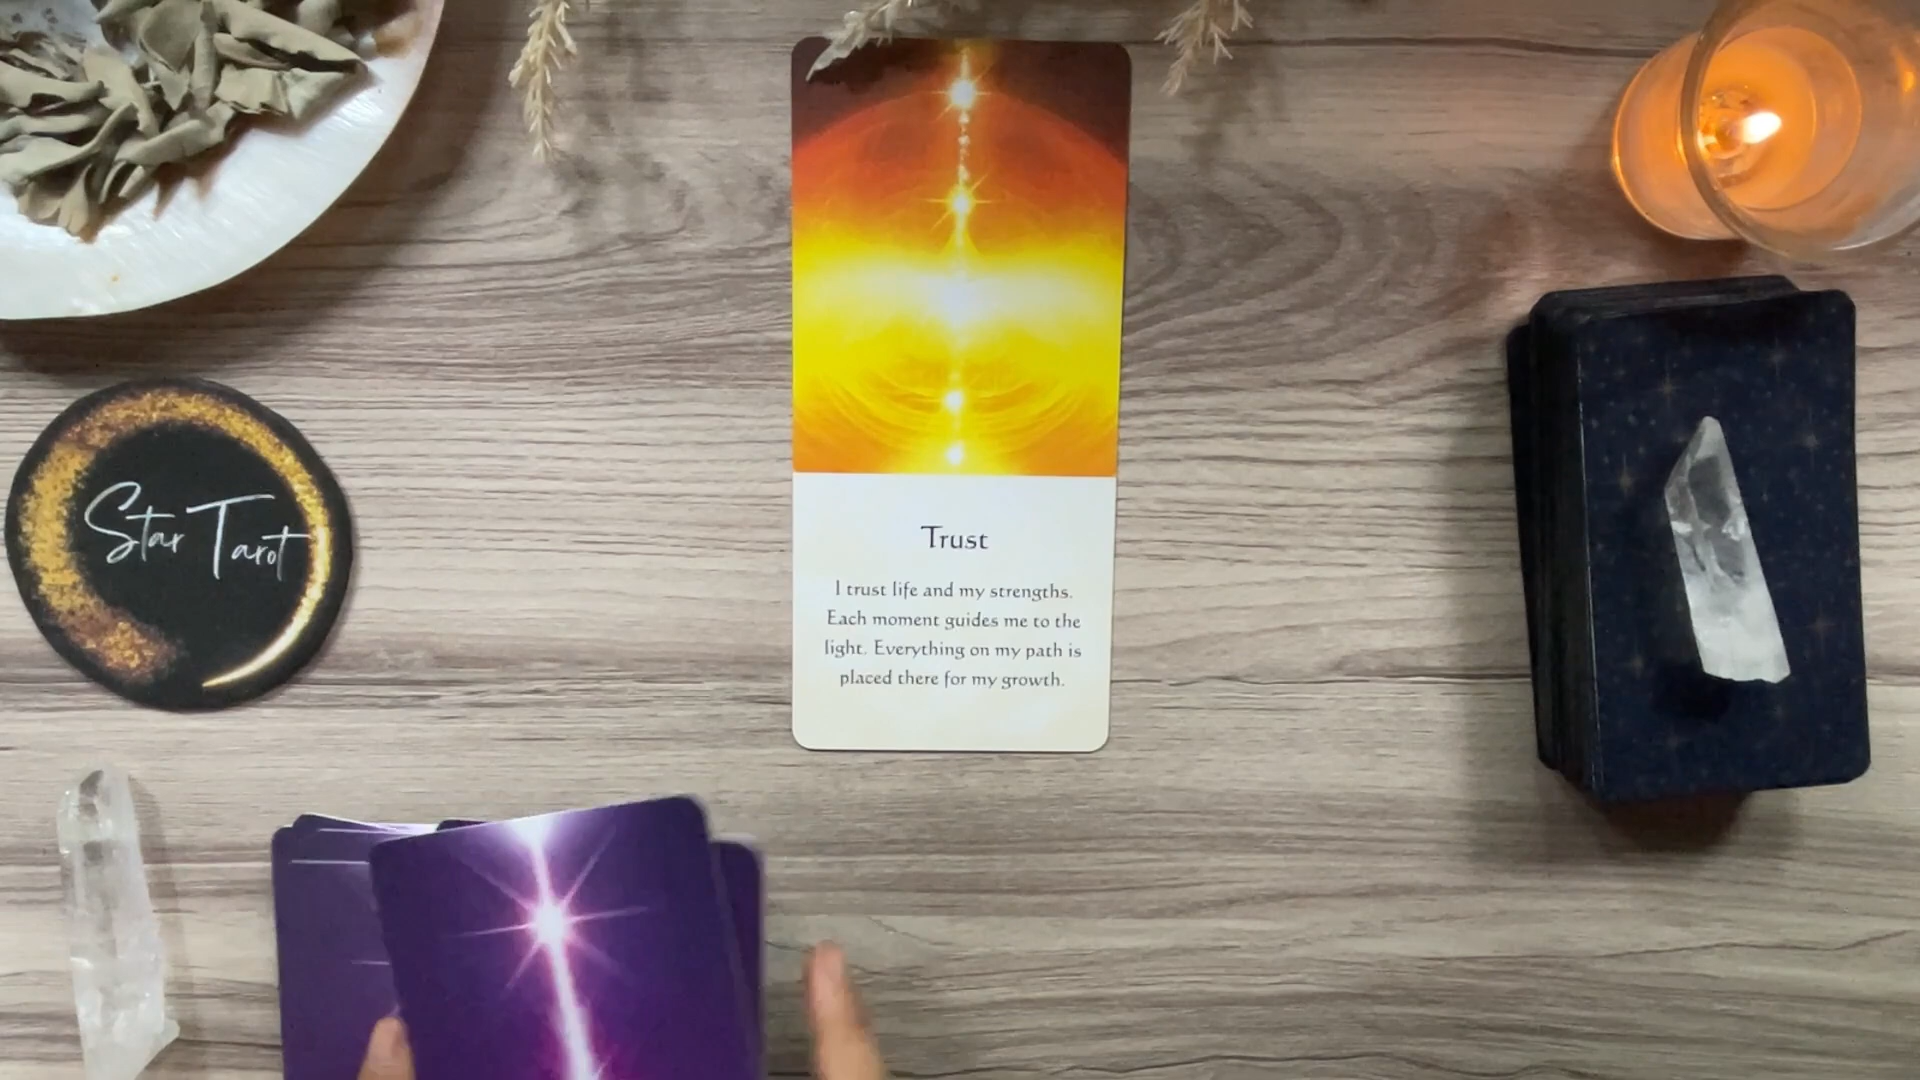 Star Tarot
Trust
I trust life and my strengths.
Each moment guides me to the
light. Everything on my path is
placed there for my growth.